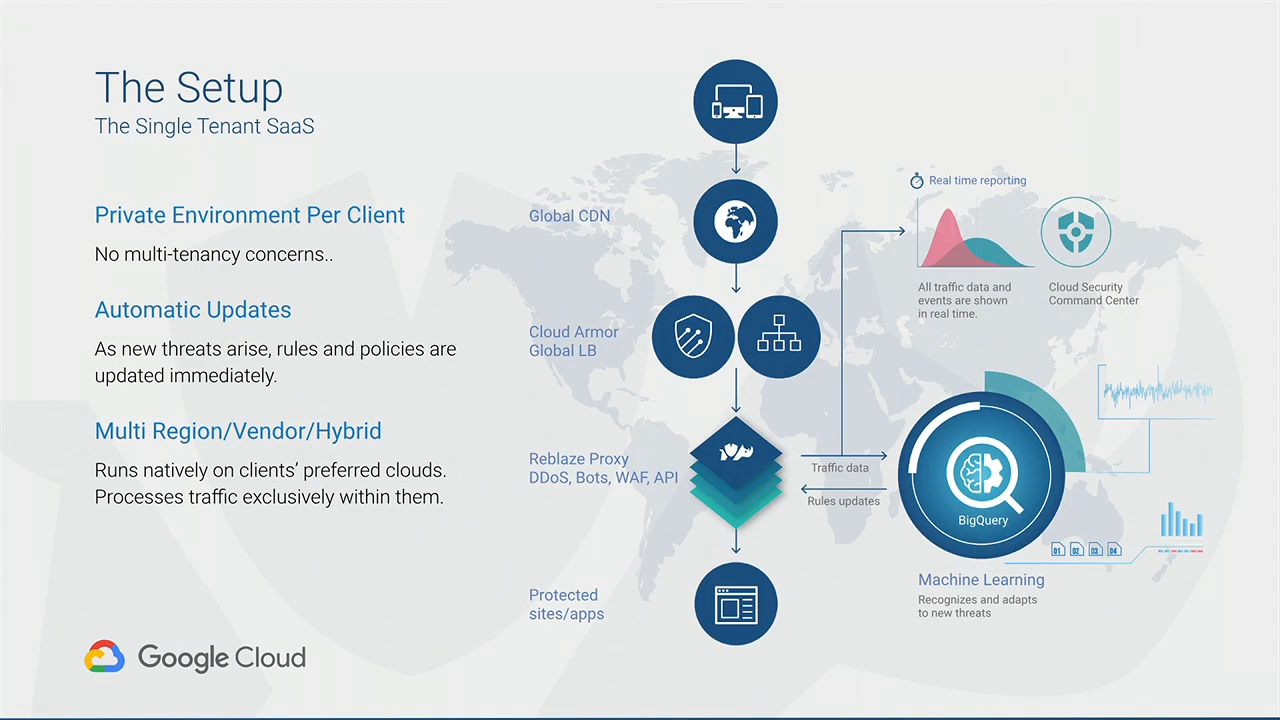 The Setup
The Single Tenant SaaS
Private Environment Per Client
No multi-tenancy concerns..
Automatic Updates
As new threats arise, rules and policies are
updated immediately.
Multi Region/Vendor/Hybrid
Runs natively on clients' preferred clouds.
Processes traffic exclusively within them.
Google Cloud
Global CDN
Cloud Armor
Global LB
Reblaze Proxy
DDoS, Bots, WAF, API
Protected
sites/apps
Traffic data
Rules updates
Real time reporting
All traffic data and
events are shown
in real time.
Cloud Security
Command Center
BigQuery
01 02 03 04
Machine Learning
Recognizes and adapts
to new threats